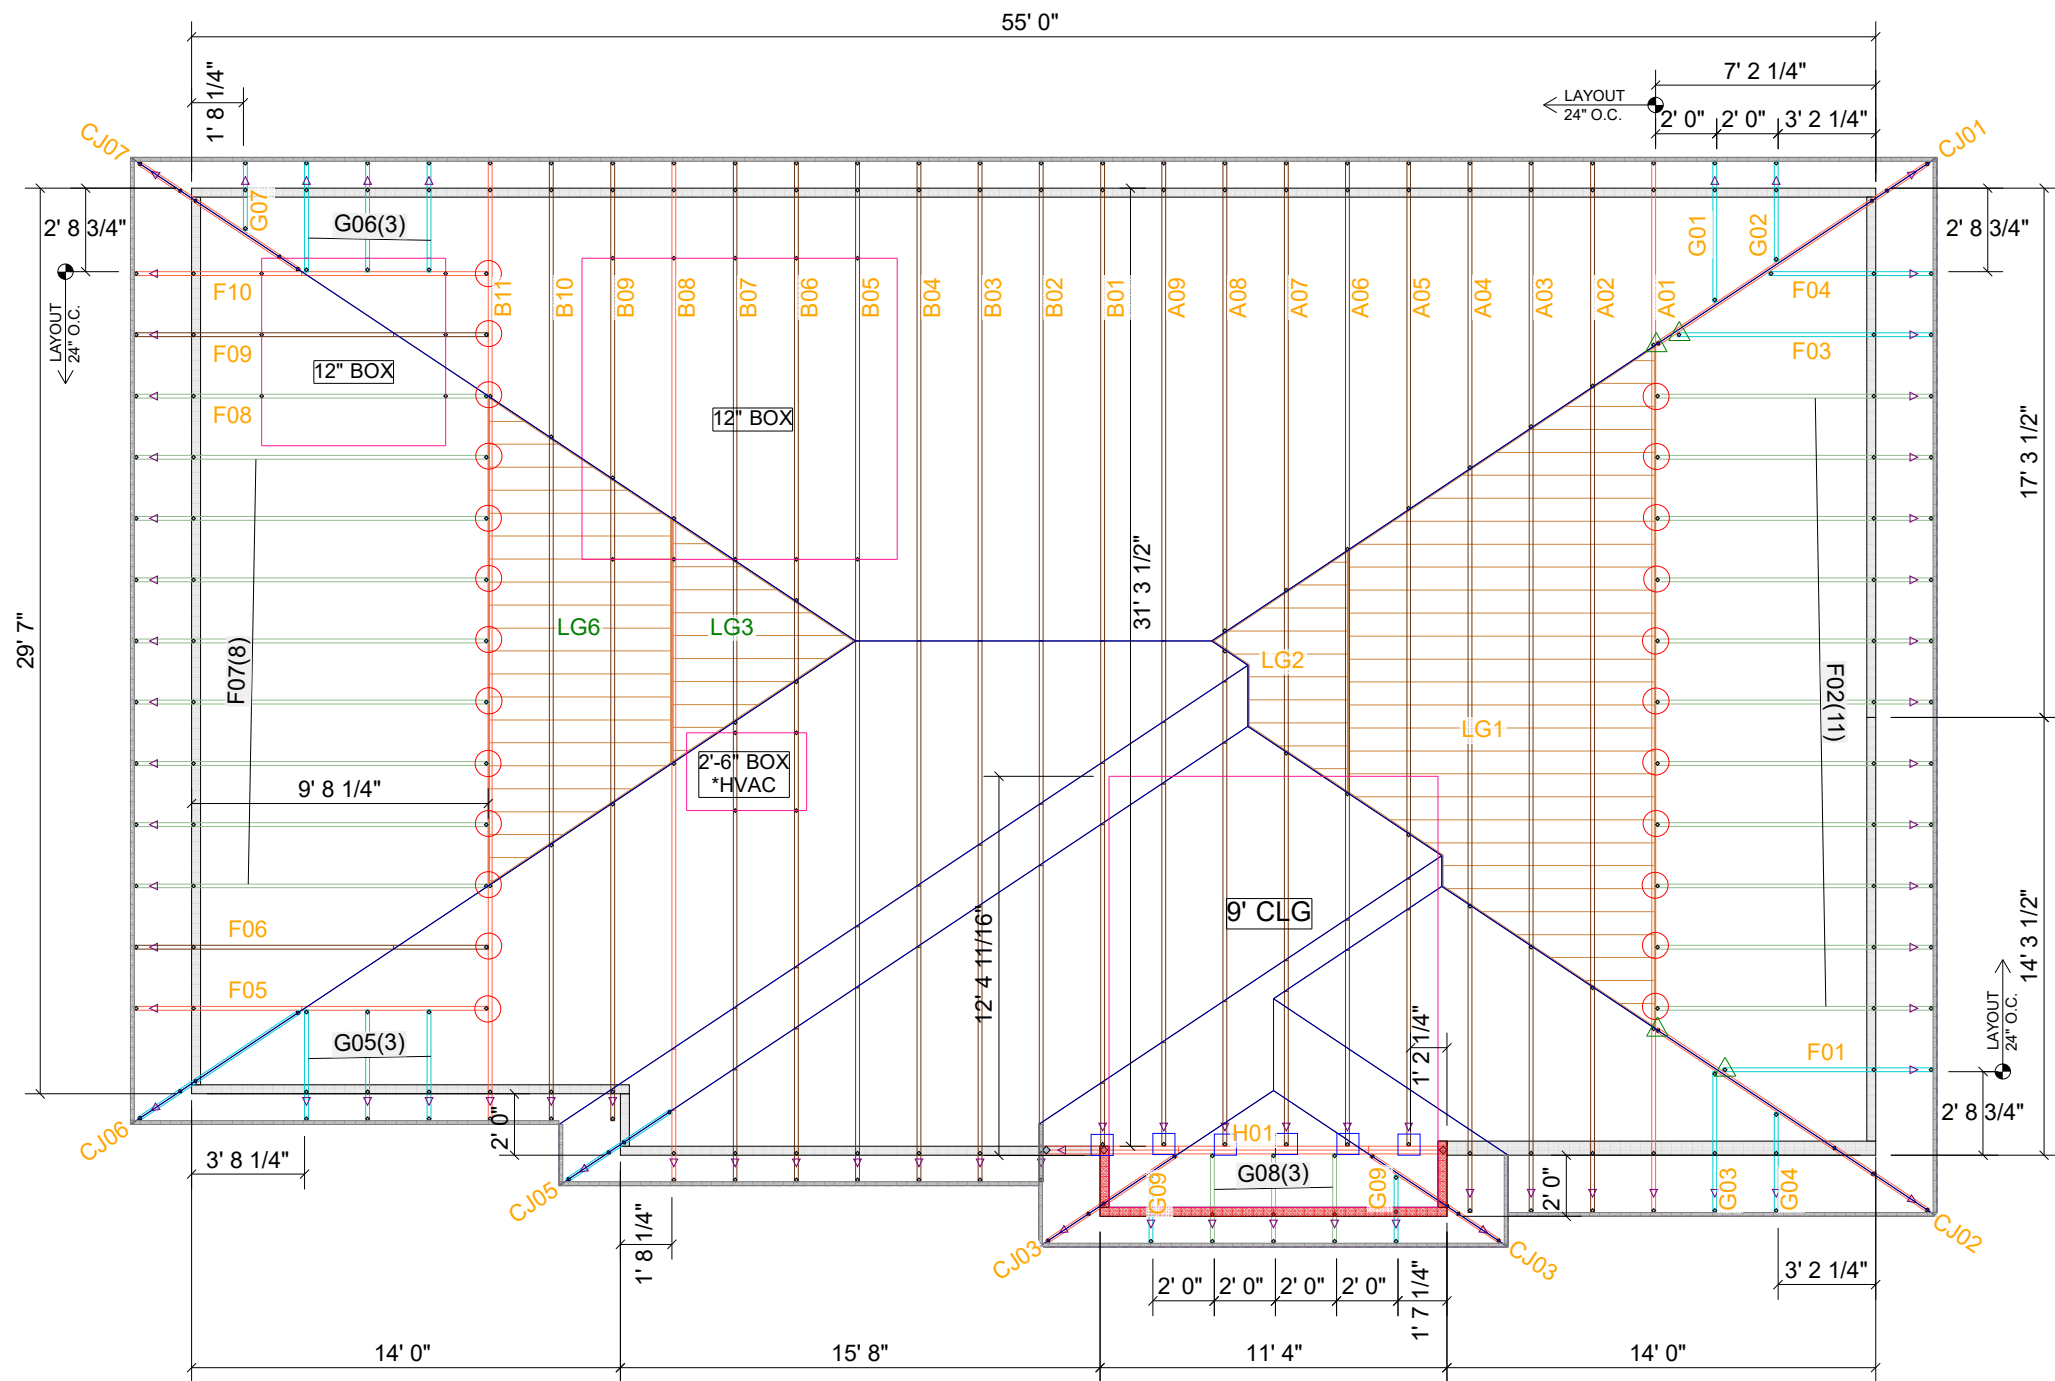 55' 0"
7' 2 1/4"
1' 8 1/4"
LAYOUT
24" O.C.
2' 0"
2' 0"
3' 2 1/4"
CJ07
CJ01
2' 8 3/4"
G07
G06(3)
G01
G02
2' 8 3/4"
LAYOUT
24" O.C.
F10
F09
F08
12" BOX
12" BOX
B11
B10
B09
B08
B07
B06
B05
B04
B03
B02
B01
A09
A08
A07
A06
A05
A04
A03
A02
A01
F04
F03
17' 3 1/2"
31' 3 1/2"
29' 7"
LG6
LG3
LG2
LG1
F07(8)
F02(11)
2'-6" BOX
*HVAC
9' 8 1/4"
9' CLG
12' 4 11/16"
14' 3 1/2"
F06
F05
G05(3)
1' 2 1/4"
F01
LAYOUT
24" O.C.
2' 8 3/4"
CJ06
2' 0"
3' 8 1/4"
H01
G08(3)
G09
G09
G03
G04
2' 0"
CJ05
CJ03
CJ03
CJ02
1' 8 1/4"
2' 0"
2' 0"
2' 0"
2' 0"
1' 7 1/4"
3' 2 1/4"
14' 0"
15' 8"
11' 4"
14' 0"